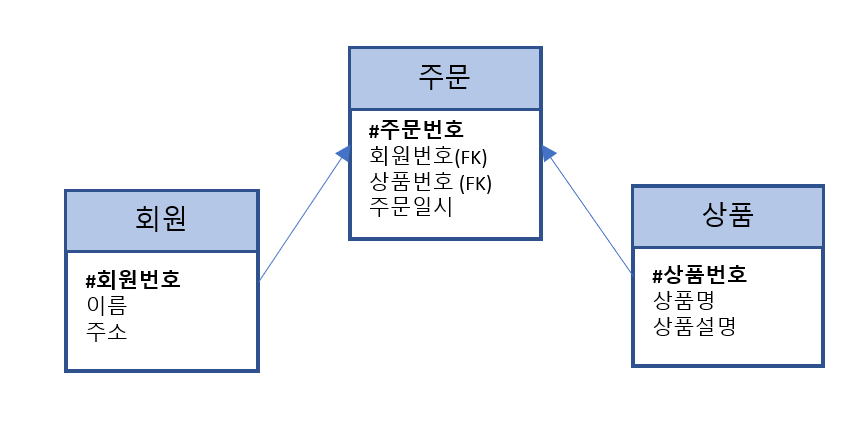 주문
#주문번호
회원번호(FK)
상품번호 (FK)
주문일시
회원
#회원번호
이름
주소
상품
#상품번호
상품명
상품설명